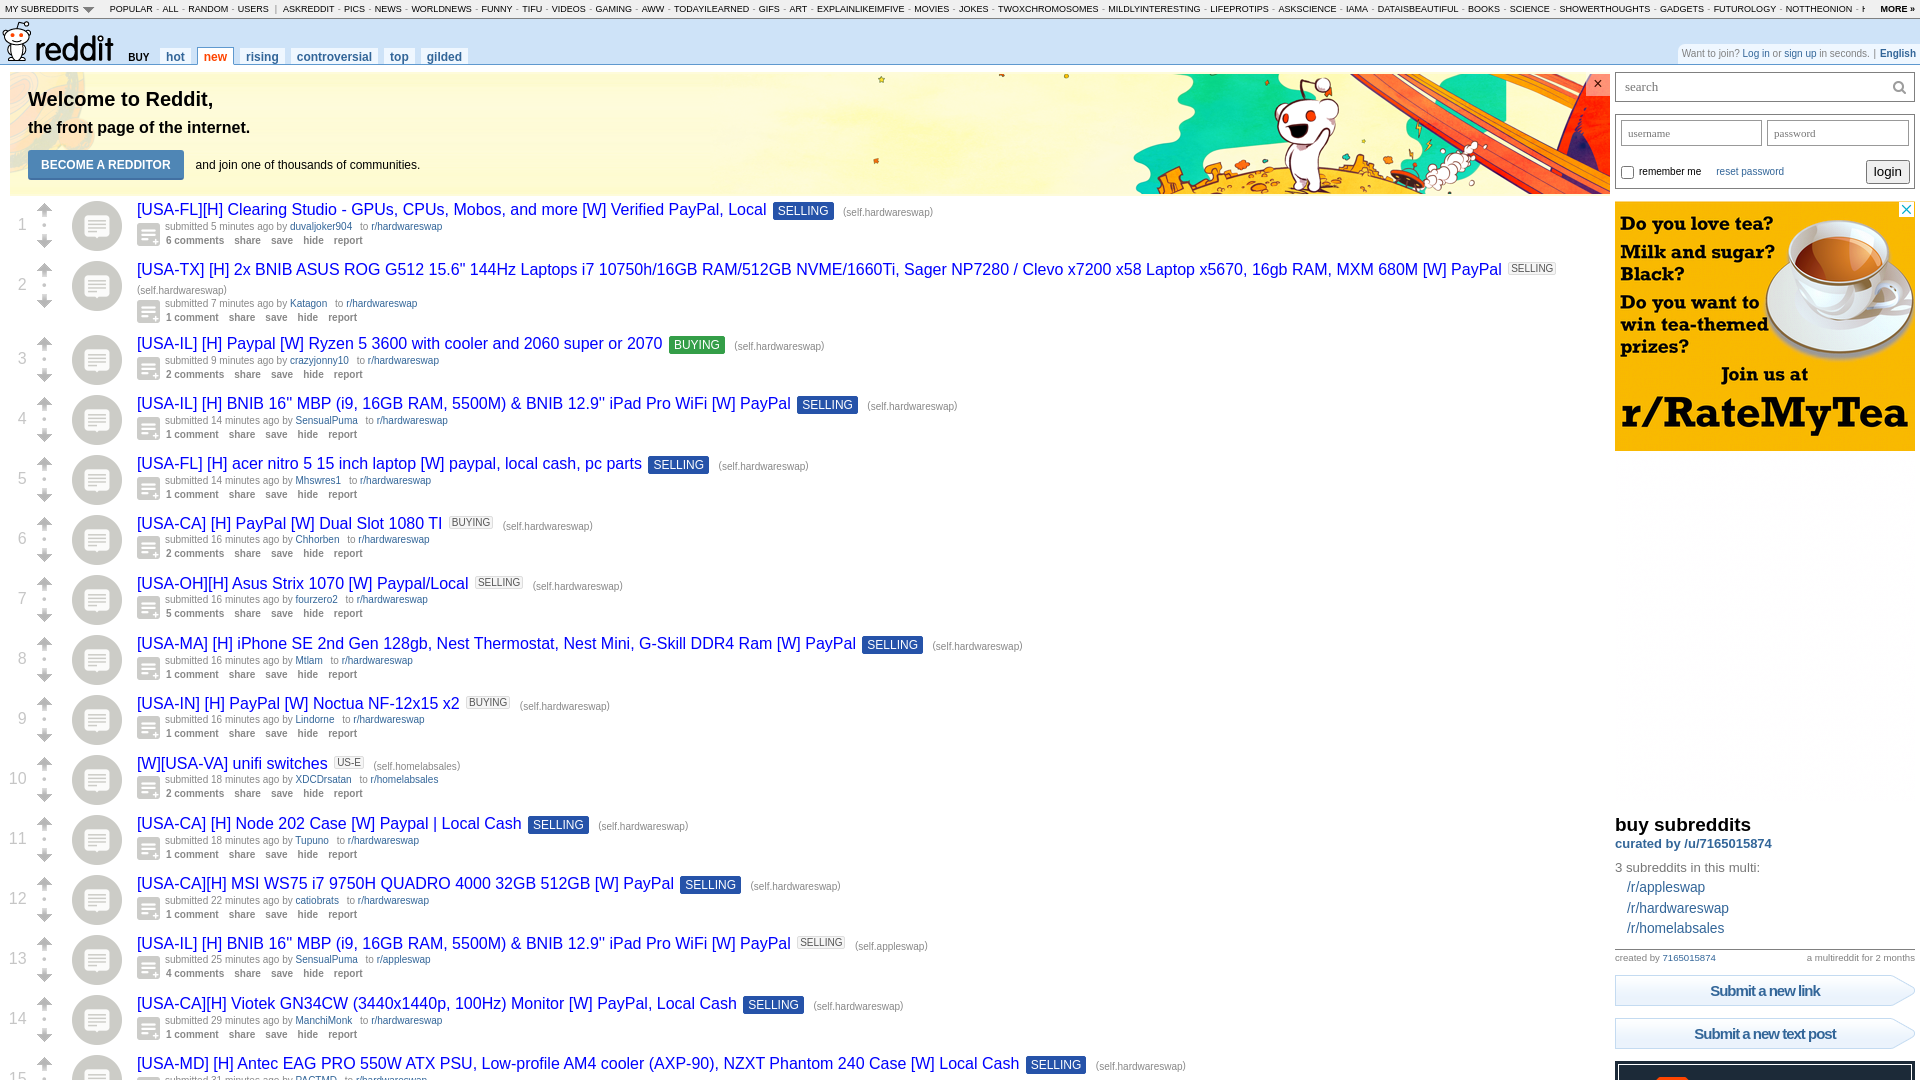 MY SUBREDDITS POPULAR - ALL - RANDOM - USERS | ASKREDDIT - PICS - NEWS - WORLDNEWS - FUNNY - TIFU - VIDEOS - GAMING - AWW - TODAYILEARNED - GIFS - ART - EXPLAINLIKEIMFIVE - MOVIES - JOKES - TWOXCHROMOSOMES - MILDLYINTERESTING - LIFEPROTIPS - ASKSCIENCE - IAMA - DATAISBEAUTIFUL - BOOKS - SCIENCE - SHOWERTHOUGHTS - GADGETS - FUTUROLOGY - NOTTHEONION - MORE »
reddit BUY hot new rising controversial top gilded
Want to join? Log in or sign up in seconds. | English
Welcome to Reddit,
the front page of the internet.
BECOME A REDDITOR and join one of thousands of communities.
×
search
username password
remember me reset password login
1 [USA-FL][H] Clearing Studio - GPUs, CPUs, Mobos, and more [W] Verified PayPal, Local SELLING (self.hardwareswap)
submitted 5 minutes ago by duvaljoker904 to r/hardwareswap
6 comments share save hide report
2 [USA-TX] [H] 2x BNIB ASUS ROG G512 15.6" 144Hz Laptops i7 10750h/16GB RAM/512GB NVME/1660Ti, Sager NP7280 / Clevo x7200 x58 Laptop x5670, 16gb RAM, MXM 680M [W] PayPal SELLING
(self.hardwareswap)
submitted 7 minutes ago by Katagon to r/hardwareswap
1 comment share save hide report
3 [USA-IL] [H] Paypal [W] Ryzen 5 3600 with cooler and 2060 super or 2070 BUYING (self.hardwareswap)
submitted 9 minutes ago by crazyjonny10 to r/hardwareswap
2 comments share save hide report
4 [USA-IL] [H] BNIB 16" MBP (i9, 16GB RAM, 5500M) & BNIB 12.9'' iPad Pro WiFi [W] PayPal SELLING (self.hardwareswap)
submitted 14 minutes ago by SensualPuma to r/hardwareswap
1 comment share save hide report
5 [USA-FL] [H] acer nitro 5 15 inch laptop [W] paypal, local cash, pc parts SELLING (self.hardwareswap)
submitted 14 minutes ago by Mhswres1 to r/hardwareswap
1 comment share save hide report
6 [USA-CA] [H] PayPal [W] Dual Slot 1080 TI BUYING (self.hardwareswap)
submitted 16 minutes ago by Chhorben to r/hardwareswap
2 comments share save hide report
7 [USA-OH][H] Asus Strix 1070 [W] Paypal/Local SELLING (self.hardwareswap)
submitted 16 minutes ago by fourzero2 to r/hardwareswap
5 comments share save hide report
8 [USA-MA] [H] iPhone SE 2nd Gen 128gb, Nest Thermostat, Nest Mini, G-Skill DDR4 Ram [W] PayPal SELLING (self.hardwareswap)
submitted 16 minutes ago by Mtlam to r/hardwareswap
1 comment share save hide report
9 [USA-IN] [H] PayPal [W] Noctua NF-12x15 x2 BUYING (self.hardwareswap)
submitted 16 minutes ago by Lindorne to r/hardwareswap
1 comment share save hide report
10 [W][USA-VA] unifi switches US-E (self.homelabsales)
submitted 18 minutes ago by XDCDrsatan to r/homelabsales
2 comments share save hide report
11 [USA-CA] [H] Node 202 Case [W] Paypal | Local Cash SELLING (self.hardwareswap)
submitted 18 minutes ago by Tupuno to r/hardwareswap
1 comment share save hide report
12 [USA-CA][H] MSI WS75 i7 9750H QUADRO 4000 32GB 512GB [W] PayPal SELLING (self.hardwareswap)
submitted 22 minutes ago by catiobrats to r/hardwareswap
1 comment share save hide report
13 [USA-IL] [H] BNIB 16" MBP (i9, 16GB RAM, 5500M) & BNIB 12.9'' iPad Pro WiFi [W] PayPal SELLING (self.appleswap)
submitted 25 minutes ago by SensualPuma to r/appleswap
4 comments share save hide report
14 [USA-CA][H] Viotek GN34CW (3440x1440p, 100Hz) Monitor [W] PayPal, Local Cash SELLING (self.hardwareswap)
submitted 29 minutes ago by ManchiMonk to r/hardwareswap
1 comment share save hide report
15 [USA-MD] [H] Antec EAG PRO 550W ATX PSU, Low-profile AM4 cooler (AXP-90), NZXT Phantom 240 Case [W] Local Cash SELLING (self.hardwareswap)
submitted 31 minutes ago by PACTMD to r/hardwareswap
Do you love tea?
Milk and sugar?
Black?
Do you want to
win tea-themed
prizes?
Join us at
r/RateMyTea
buy subreddits
curated by /u/7165015874
3 subreddits in this multi:
/r/appleswap
/r/hardwareswap
/r/homelabsales
created by 7165015874 a multireddit for 2 months
Submit a new link
Submit a new text post